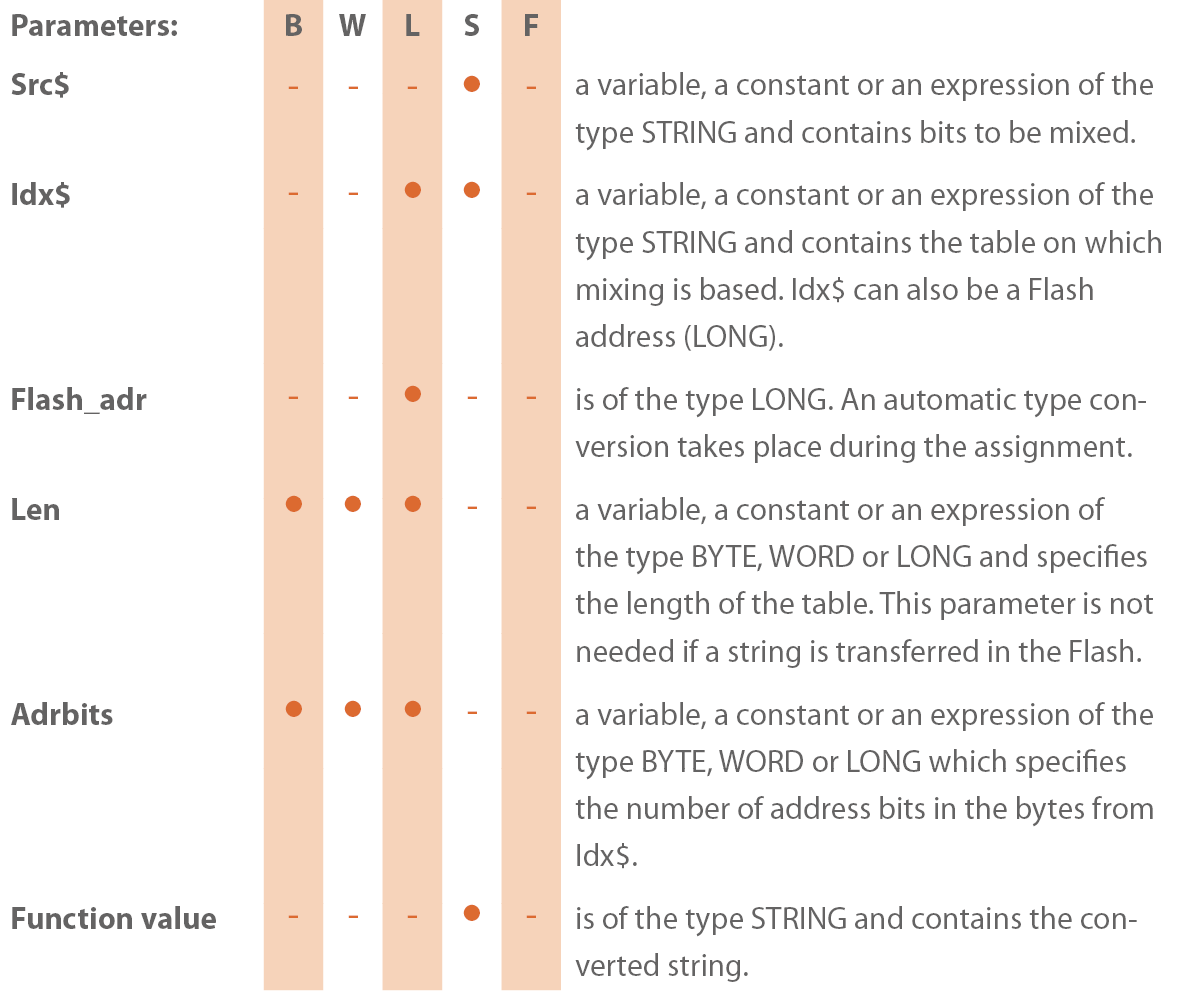 Parameters: B W L S F
Src$ - - - ● - a variable, a constant or an expression of the
type STRING and contains bits to be mixed.
Idx$ - - ● ● - a variable, a constant or an expression of the
type STRING and contains the table on which
mixing is based. Idx$ can also be a Flash
address (LONG).
Flash_adr - - ● - - is of the type LONG. An automatic type con-
version takes place during the assignment.
Len ● ● ● - - a variable, a constant or an expression of
the type BYTE, WORD or LONG and specifies
the length of the table. This parameter is not
needed if a string is transferred in the Flash.
Adrbits ● ● ● - - a variable, a constant or an expression of the
type BYTE, WORD or LONG which specifies
the number of address bits in the bytes from
Idx$.
Function value - - - ● - is of the type STRING and contains the con-
verted string.